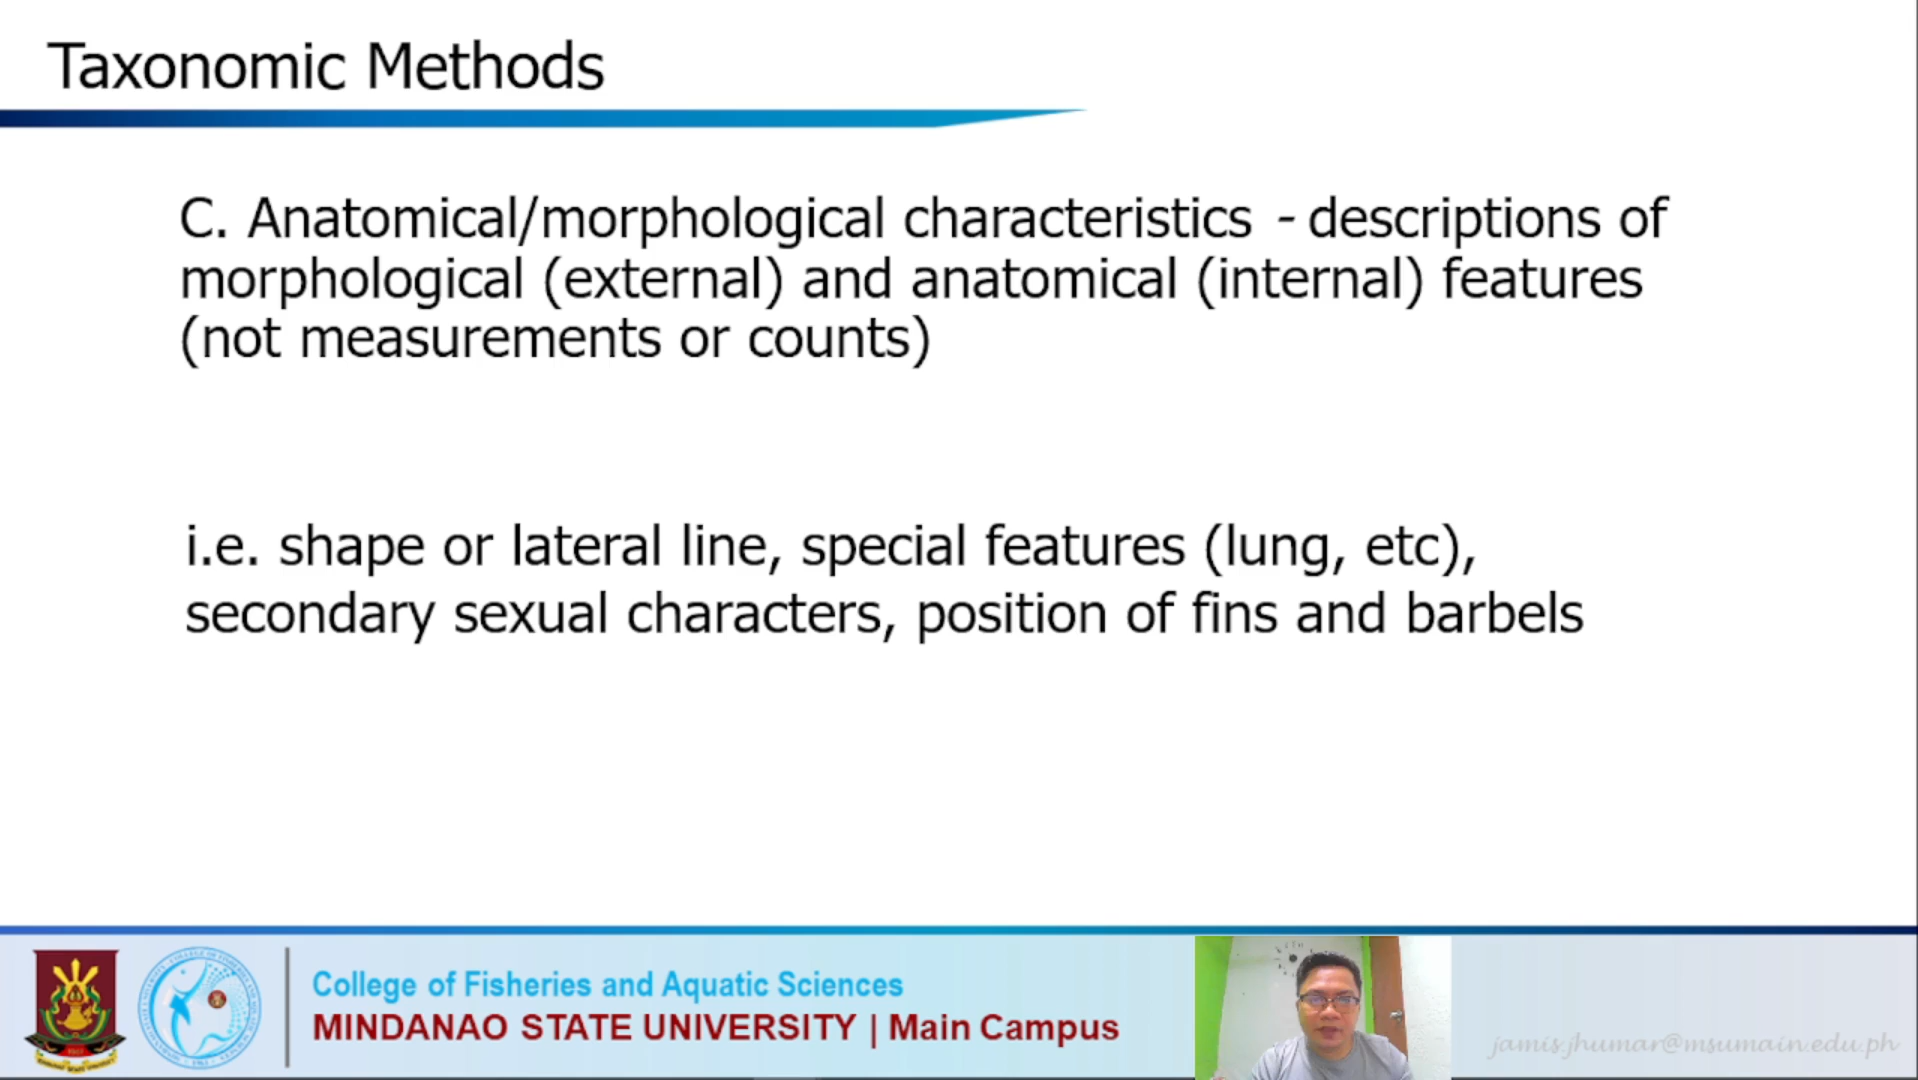 Taxonomic Methods
C. Anatomical/morphological characteristics - descriptions of
morphological (external) and anatomical (internal) features
(not measurements or counts)
i.e. shape or lateral line, special features (lung, etc),
secondary sexual characters, position of fins and barbels
College of Fisheries and Aquatic Sciences
MINDANAO STATE UNIVERSITY | Main Campus
jamis.jhumar@msumain.edu.ph